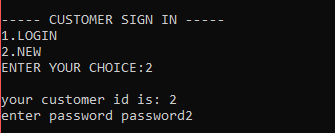 ----- CUSTOMER SIGN IN -----
1.LOGIN
2.NEW
ENTER YOUR CHOICE:2
your customer id is: 2
enter password password2